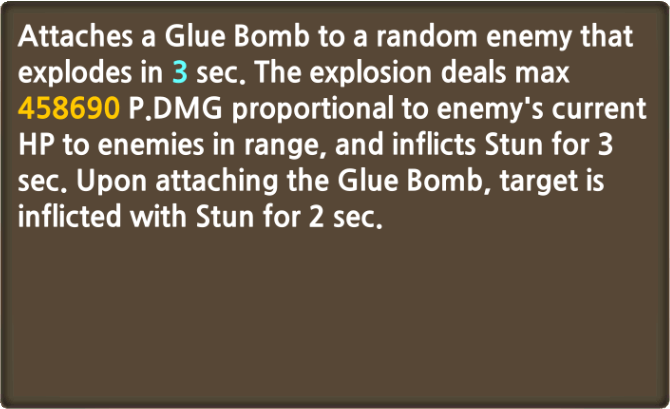 Attaches a Glue Bomb to a random enemy that
explodes in 3 sec. The explosion deals max
458690 P.DMG proportional to enemy's current
HP to enemies in range, and inflicts Stun for 3
sec. Upon attaching the Glue Bomb, target is
inflicted with Stun for 2 sec.